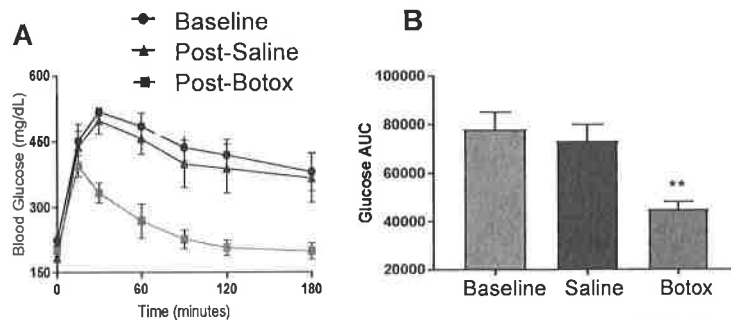 A
Baseline
Post-Saline
Post-Botox
Blood Glucose (mg/dL)
600
450
300
150
0
60
120
180
Time (minutes)
B
Glucose AUC
100000
80000
60000
40000
20000
**
Baseline
Saline
Botox